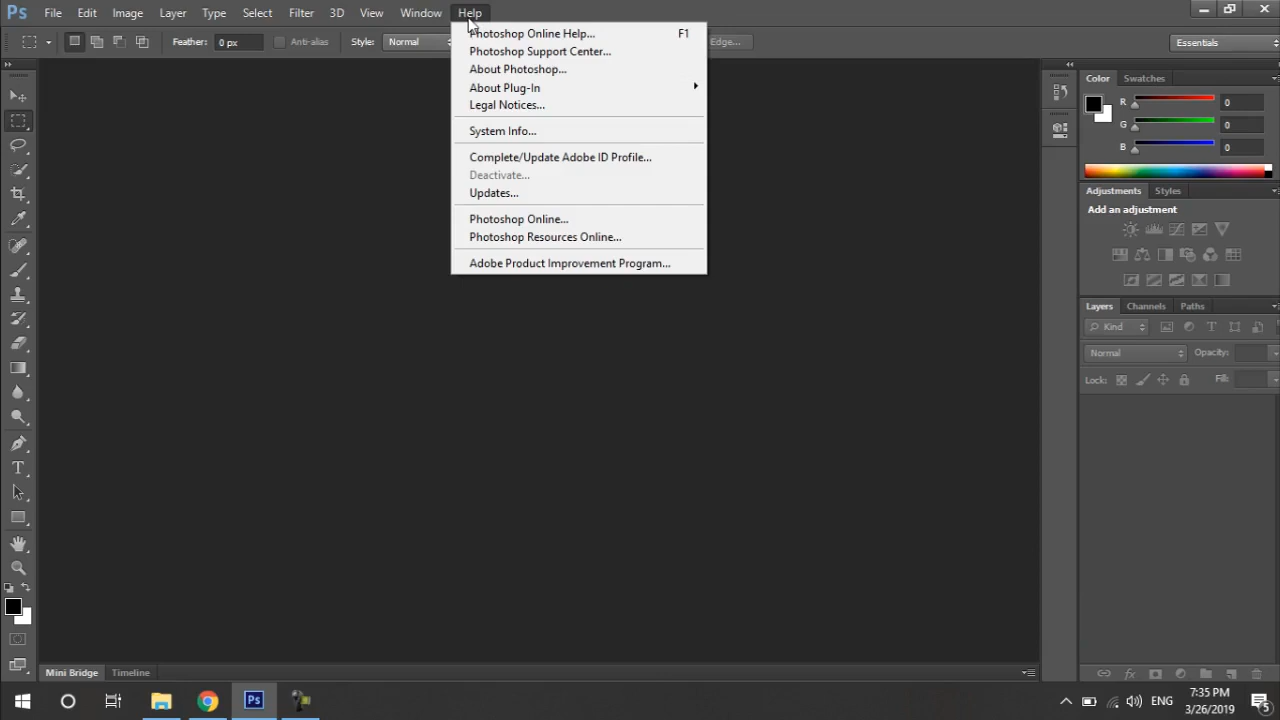 Ps File Edit Image Layer Type Select Filter 3D View Window Help
Feather: 0 px Anti-alias Style: Normal Edge... Essentials
Photoshop Online Help... F1
Photoshop Support Center...
About Photoshop...
About Plug-In
Legal Notices...
System Info...
Complete/Update Adobe ID Profile...
Deactivate...
Updates...
Photoshop Online...
Photoshop Resources Online...
Adobe Product Improvement Program...
Color Swatches
R 0
G 0
B 0
Adjustments Styles
Add an adjustment
Layers Channels Paths
Kind
Normal Opacity:
Lock: Fill:
Mini Bridge Timeline
Ps ENG 7:35 PM
3/26/2019 5